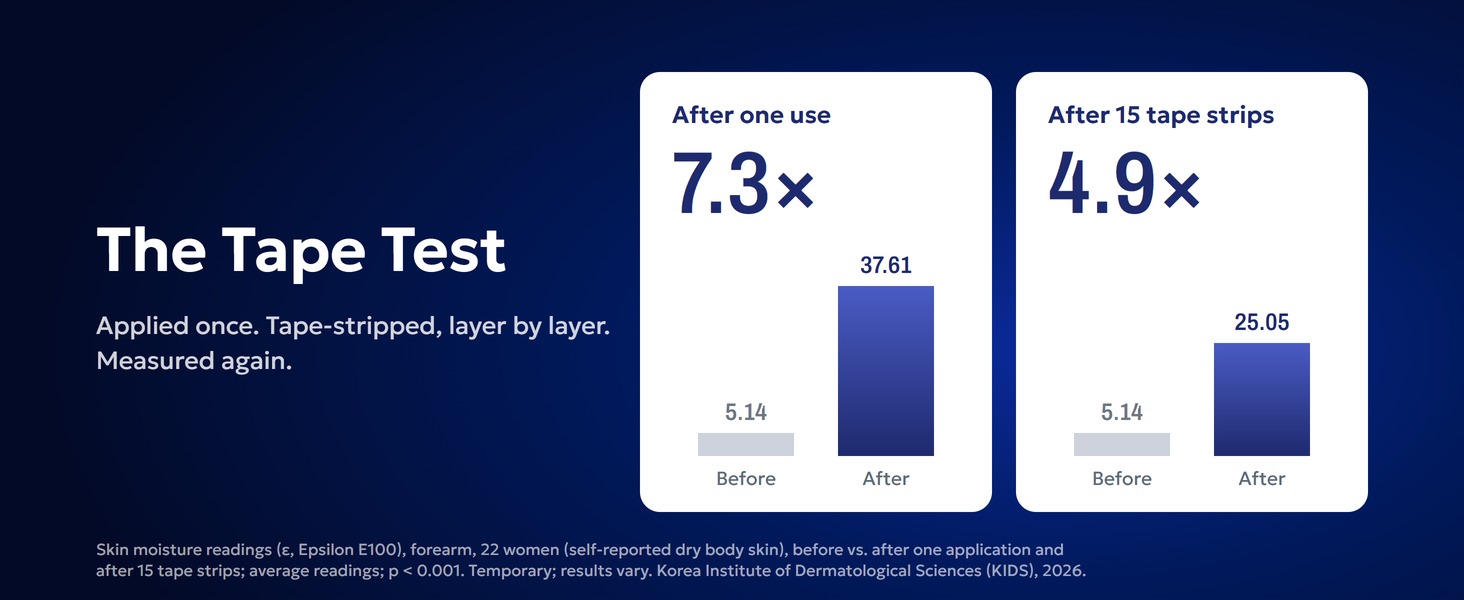 The Tape Test
Applied once. Tape-stripped, layer by layer.
Measured again.
After one use
7.3×
37.61
5.14
Before
After
After 15 tape strips
4.9×
25.05
5.14
Before
After
Skin moisture readings (ε, Epsilon E100), forearm, 22 women (self-reported dry body skin), before vs. after one application and
after 15 tape strips; average readings; p < 0.001. Temporary; results vary. Korea Institute of Dermatological Sciences (KIDS), 2026.